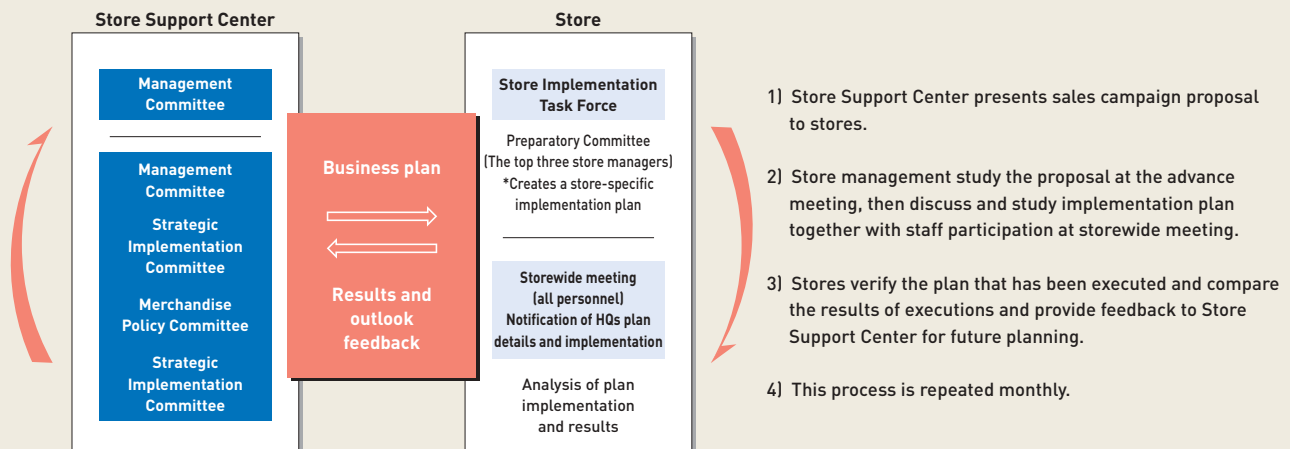 Store Support Center
Management
Committee
Management
Committee
Strategic
Implementation
Committee
Merchandise
Policy Committee
Strategic
Implementation
Committee
Business plan
Results and
outlook
feedback
Store
Store Implementation
Task Force
Preparatory Committee
(The top three store managers)
*Creates a store-specific
implementation plan
Storewide meeting
(all personnel)
Notification of HQs plan
details and implementation
Analysis of plan
implementation
and results
1) Store Support Center presents sales campaign proposal
to stores.
2) Store management study the proposal at the advance
meeting, then discuss and study implementation plan
together with staff participation at storewide meeting.
3) Stores verify the plan that has been executed and compare
the results of executions and provide feedback to Store
Support Center for future planning.
4) This process is repeated monthly.